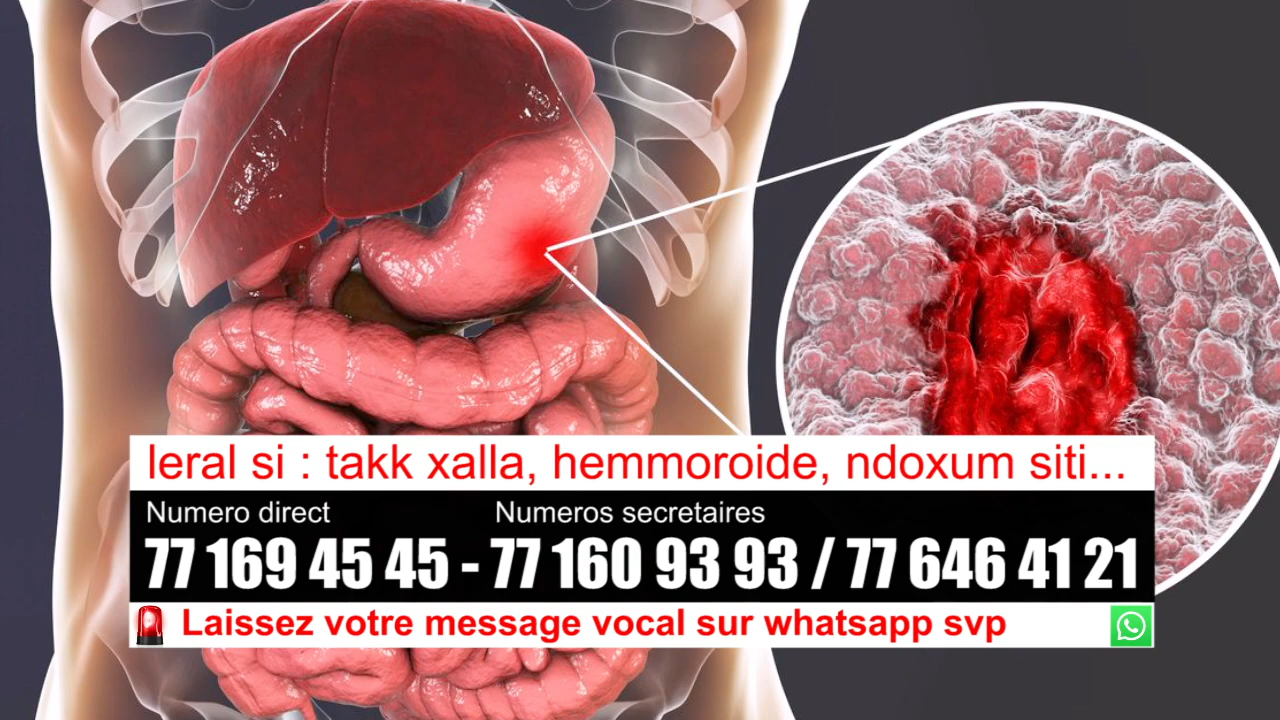 leral si : takk xalla, hemmoroide, ndoxum siti...
Numero direct Numeros secretaires
77 169 45 45 - 77 160 93 93 / 77 646 41 21
Laissez votre message vocal sur whatsapp svp